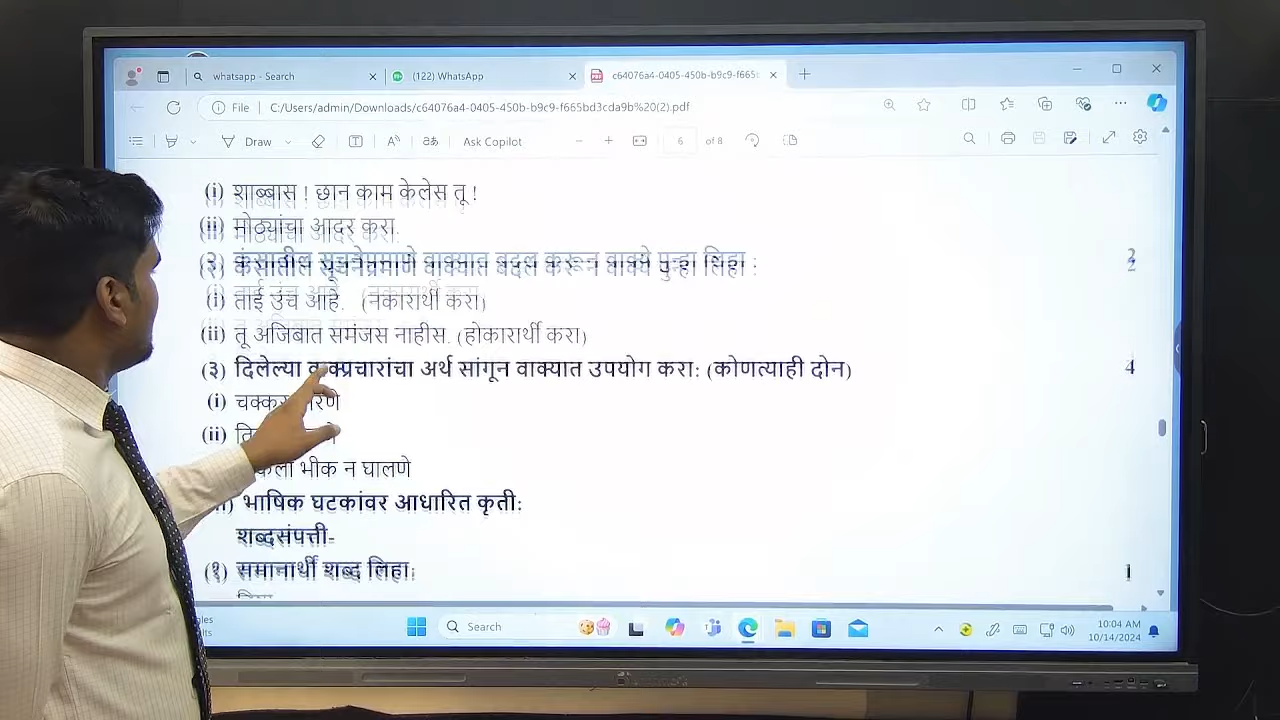 whatsapp - Search
(122) WhatsApp
c64076a4-0405-450b-b9c9-f665b
File C:/Users/admin/Downloads/c64076a4-0405-450b-b9c9-f665bd3cda9b%20(2).pdf
Draw
Ask Copilot
6 of 8
(i) शाब्बास ! छान काम केलेस तू !
(ii) मोठ्यांचा आदर करा.
(२) कंसातील सूचनेप्रमाणे वाक्यात बदल करून वाक्ये पुन्हा लिहा : 2
(i) ताई उंच आहे. (नकारार्थी करा)
(ii) तू अजिबात समंजस नाहीस. (होकारार्थी करा)
(३) दिलेल्या वाक्प्रचारांचा अर्थ सांगून वाक्यात उपयोग करा: (कोणत्याही दोन) 4
(i) चक्कर
(ii)
भीक न घालणे
भाषिक घटकांवर आधारित कृती:
शब्दसंपत्ती-
(१) समानार्थी शब्द लिहा: 1
Search
10:04 AM
10/14/2024